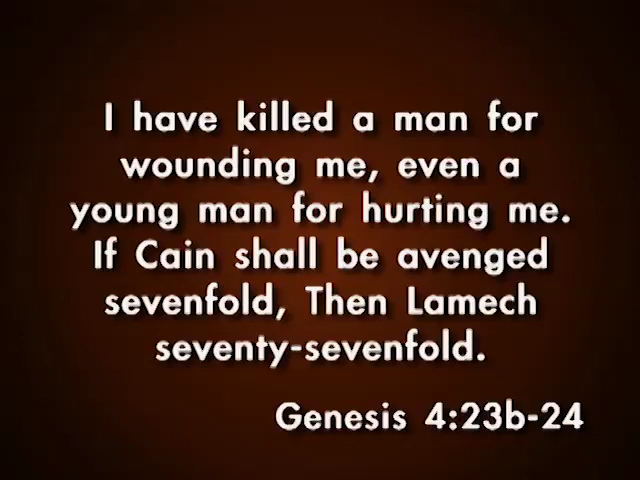 I have killed a man for
wounding me, even a
young man for hurting me.
If Cain shall be avenged
sevenfold, Then Lamech
seventy-sevenfold.
Genesis 4:23b-24